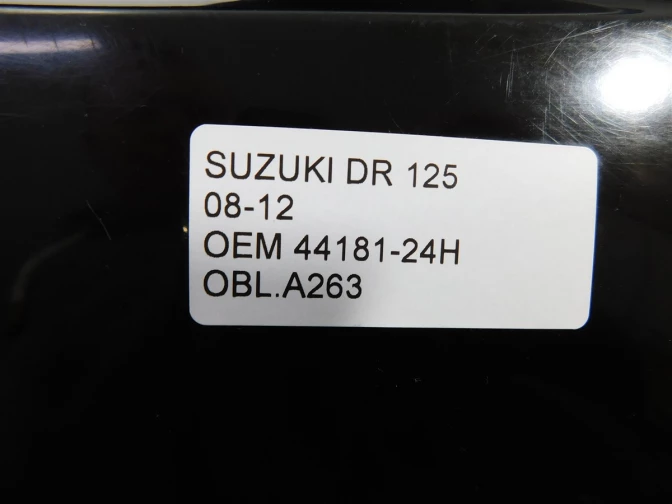 SUZUKI DR 125
08-12
OEM 44181-24H
OBL.A263